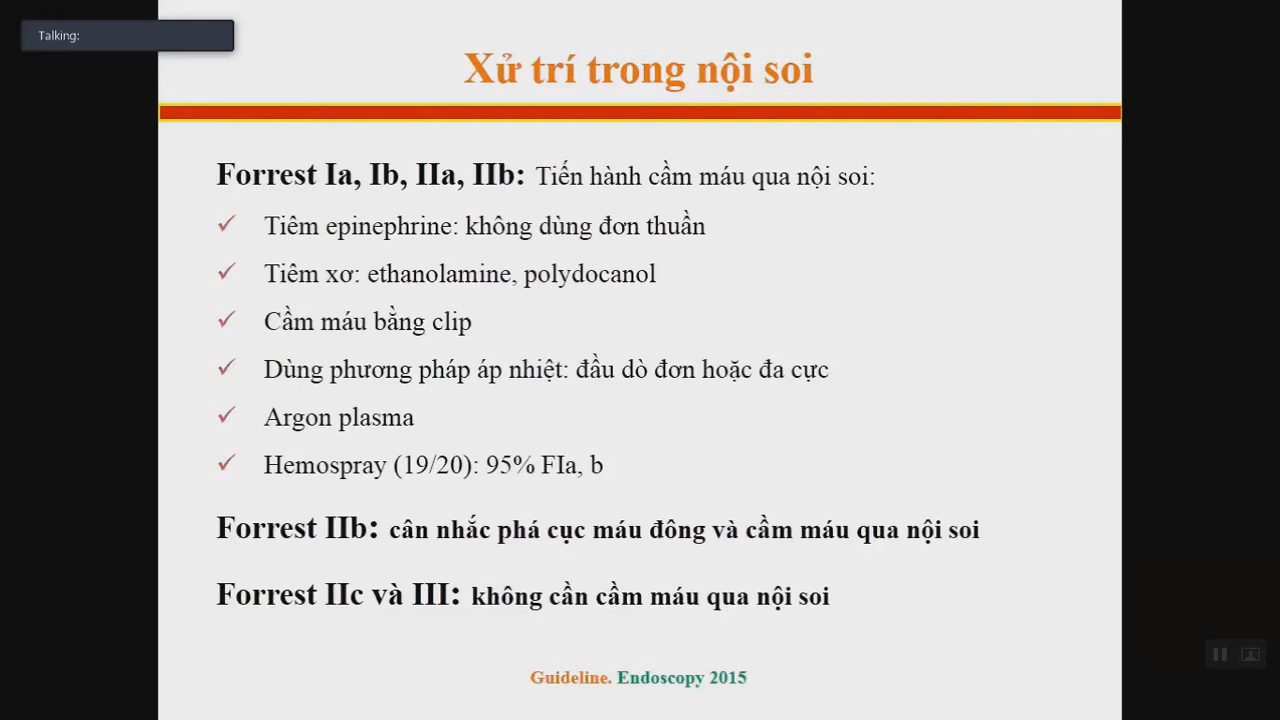 Talking:
Xử trí trong nội soi
Forrest Ia, Ib, IIa, IIb: Tiến hành cầm máu qua nội soi:
✓ Tiêm epinephrine: không dùng đơn thuần
✓ Tiêm xơ: ethanolamine, polydocanol
✓ Cầm máu bằng clip
✓ Dùng phương pháp áp nhiệt: đầu dò đơn hoặc đa cực
✓ Argon plasma
✓ Hemospray (19/20): 95% FIa, b
Forrest IIb: cân nhắc phá cục máu đông và cầm máu qua nội soi
Forrest IIc và III: không cần cầm máu qua nội soi
Guideline. Endoscopy 2015